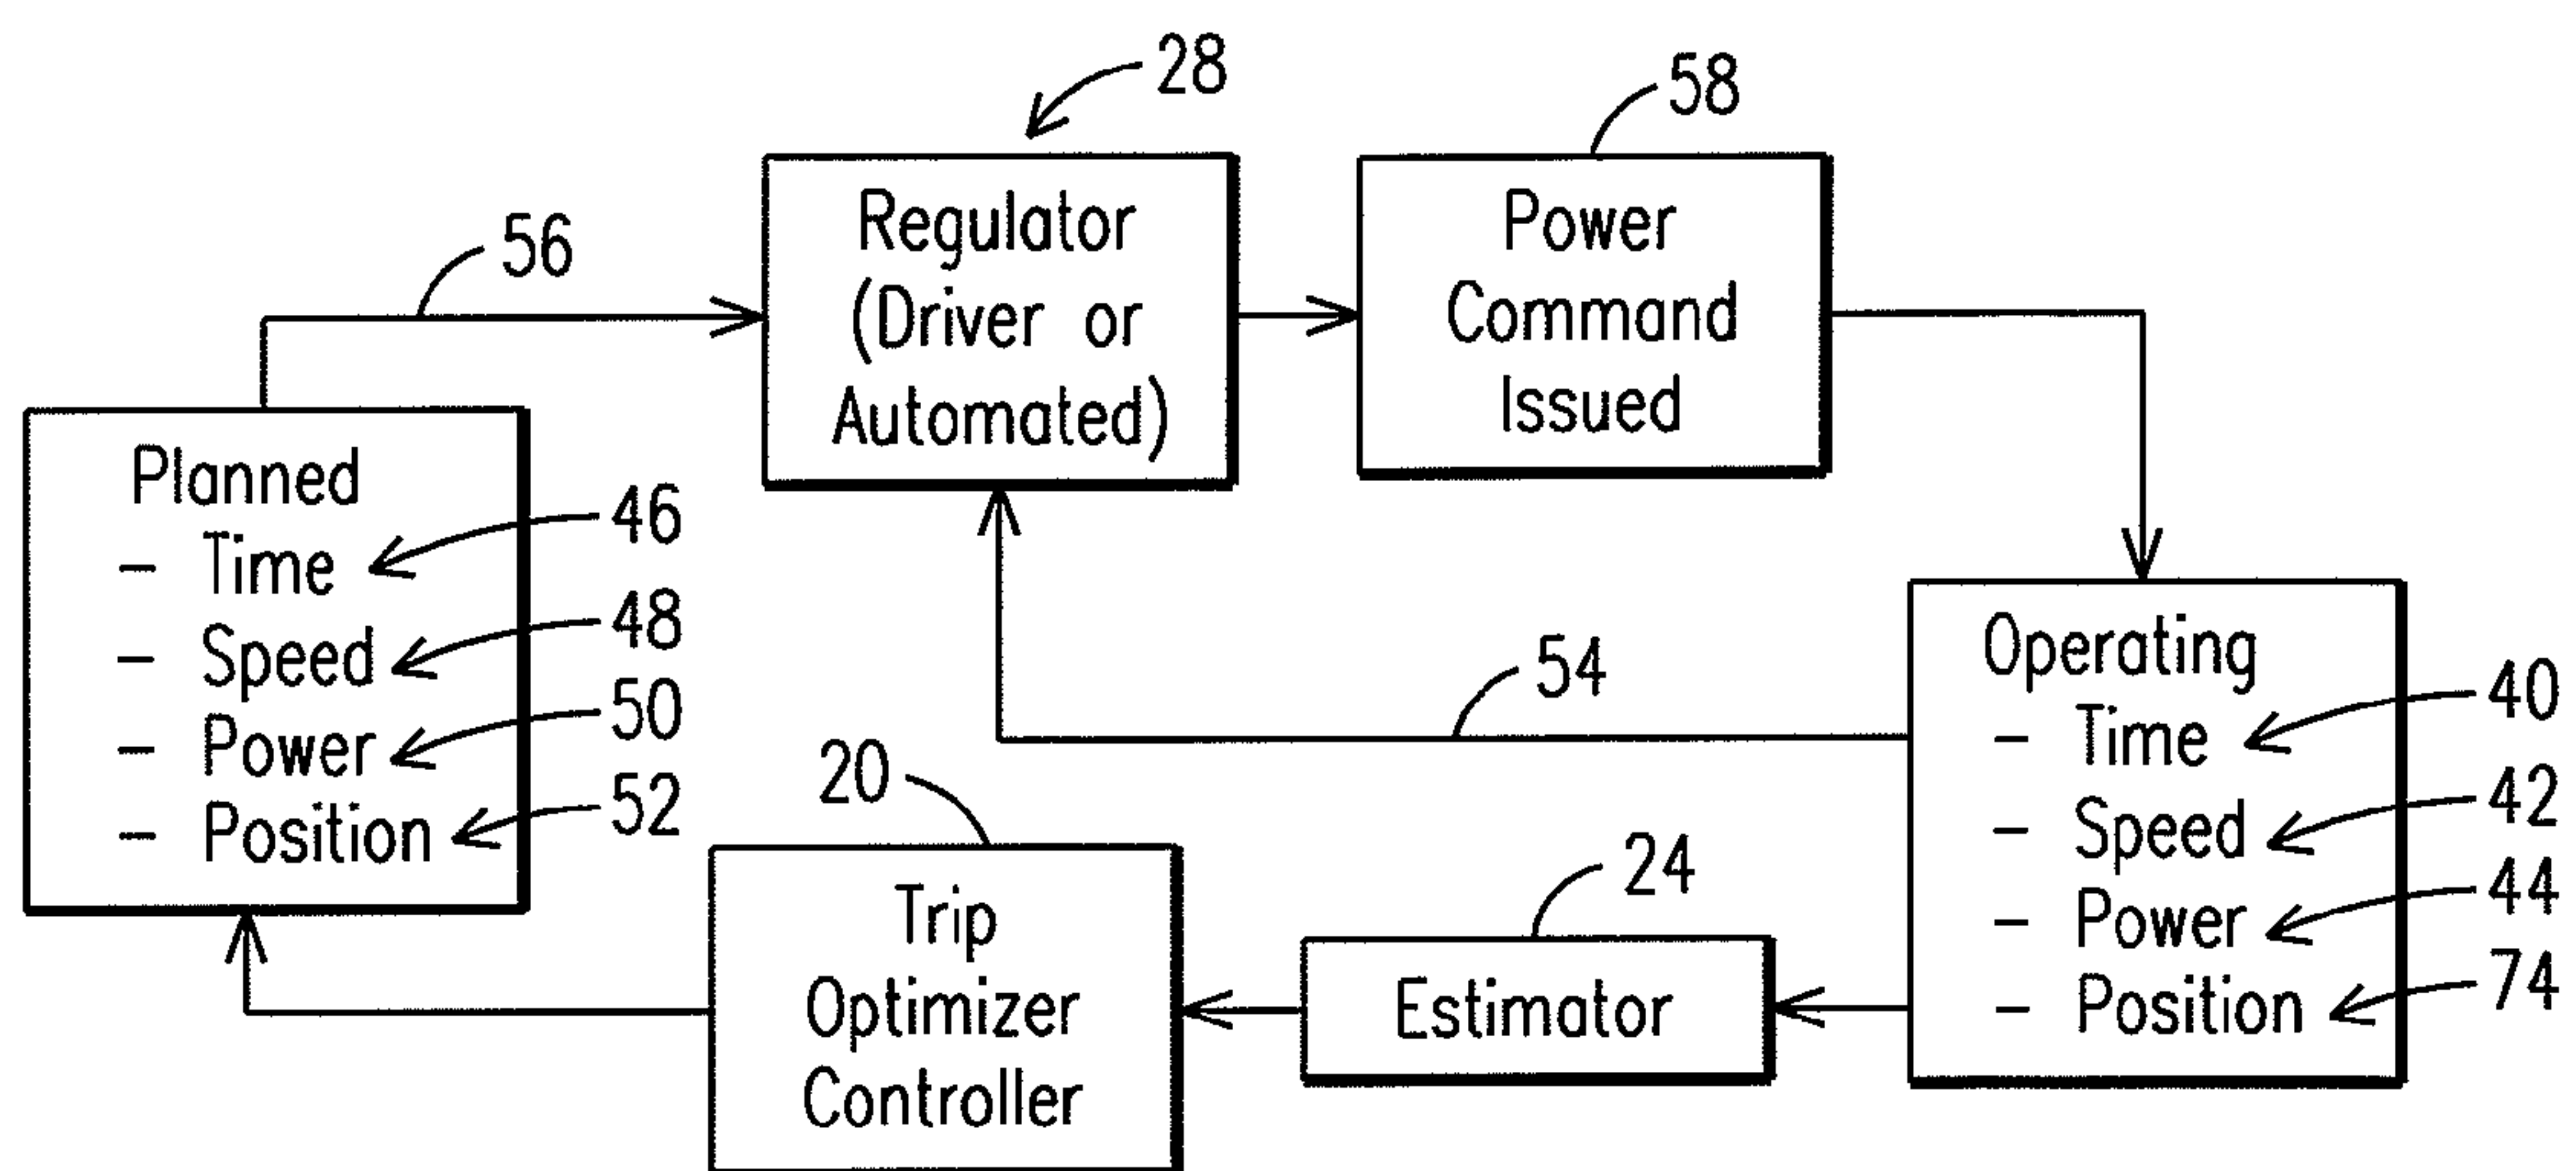 28
58
56
Regulator
(Driver or
Automated)
Power
Command
Issued
Planned
- Time
- Speed
- Power
- Position
46
48
50
52
54
Operating
- Time
- Speed
- Power
- Position
40
42
44
74
20
24
Trip
Optimizer
Controller
Estimator